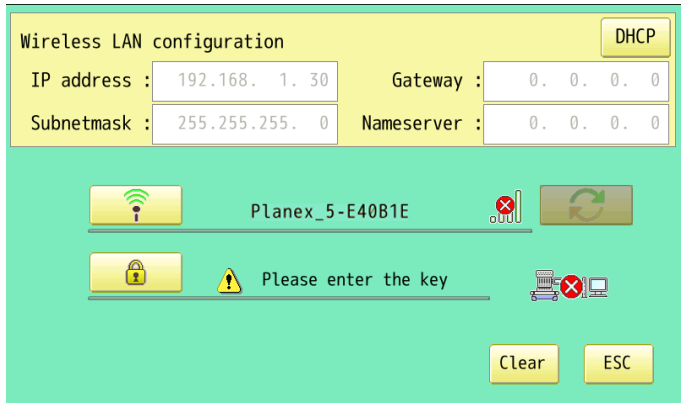 Wireless LAN configuration
DHCP
IP address : 192.168. 1. 30 Gateway : 0. 0. 0. 0
Subnetmask : 255.255.255. 0 Nameserver : 0. 0. 0. 0
Planex_5-E40B1E
Please enter the key
Clear ESC